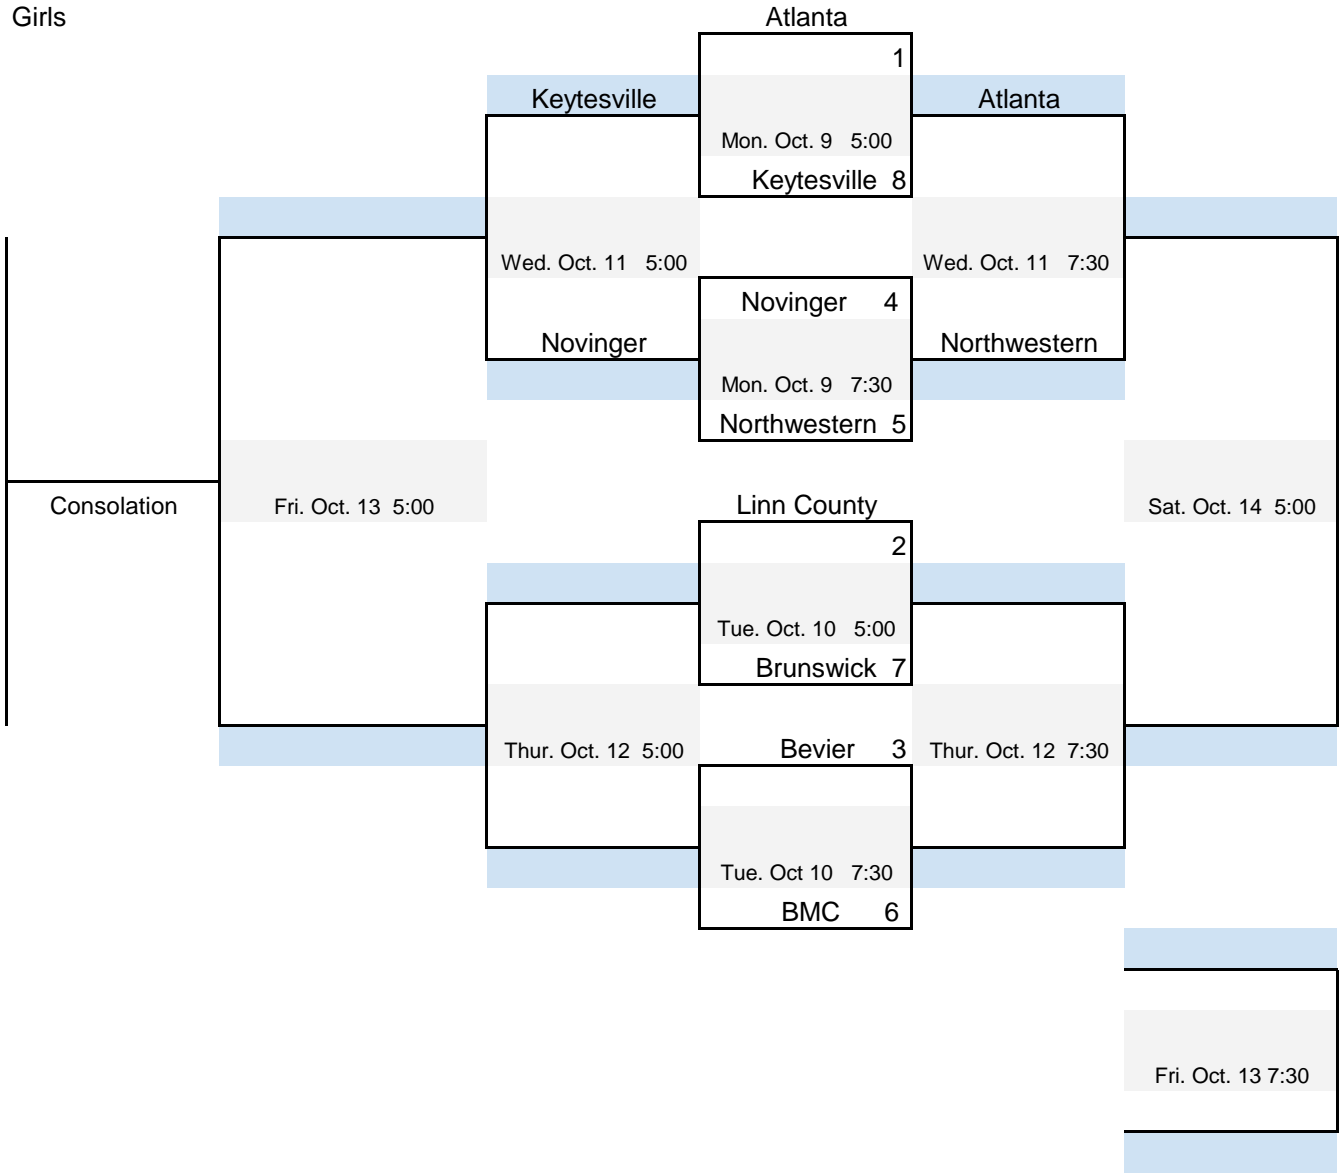 Girls
Atlanta
1
Keytesville
Atlanta
Mon. Oct. 9 5:00
Keytesville 8
Wed. Oct. 11 5:00
Wed. Oct. 11 7:30
Novinger 4
Novinger
Northwestern
Mon. Oct. 9 7:30
Northwestern 5
Consolation
Fri. Oct. 13 5:00
Linn County
Sat. Oct. 14 5:00
2
Tue. Oct. 10 5:00
Brunswick 7
Thur. Oct. 12 5:00
Bevier 3
Thur. Oct. 12 7:30
Tue. Oct 10 7:30
BMC 6
Fri. Oct. 13 7:30